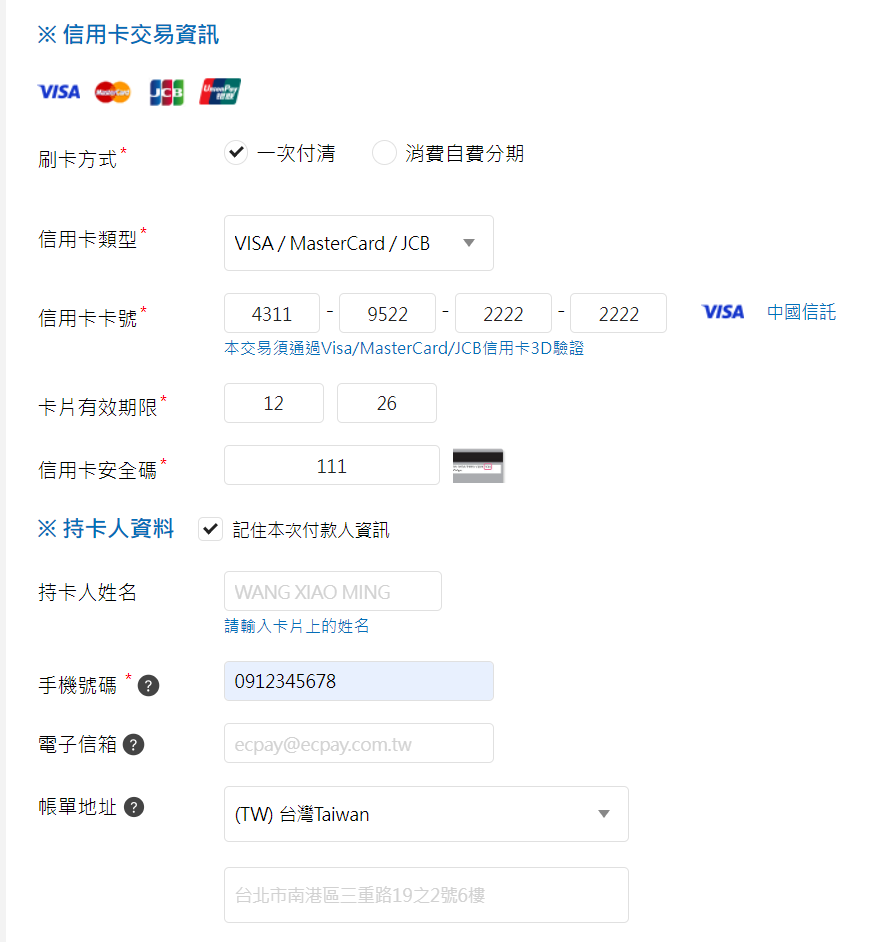 ※ 信用卡交易資訊
VISA MasterCard JCB UnionPay 银联
刷卡方式* 一次付清 消費自費分期
信用卡類型* VISA / MasterCard / JCB
信用卡卡號* 4311 - 9522 - 2222 - 2222 VISA 中國信託
本交易須通過Visa/MasterCard/JCB信用卡3D驗證
卡片有效期限* 12 26
信用卡安全碼* 111
※ 持卡人資料 記住本次付款人資訊
持卡人姓名 WANG XIAO MING
請輸入卡片上的姓名
手機號碼 * ? 0912345678
電子信箱 ? ecpay@ecpay.com.tw
帳單地址 ? (TW) 台灣Taiwan
台北市南港區三重路19之2號6樓